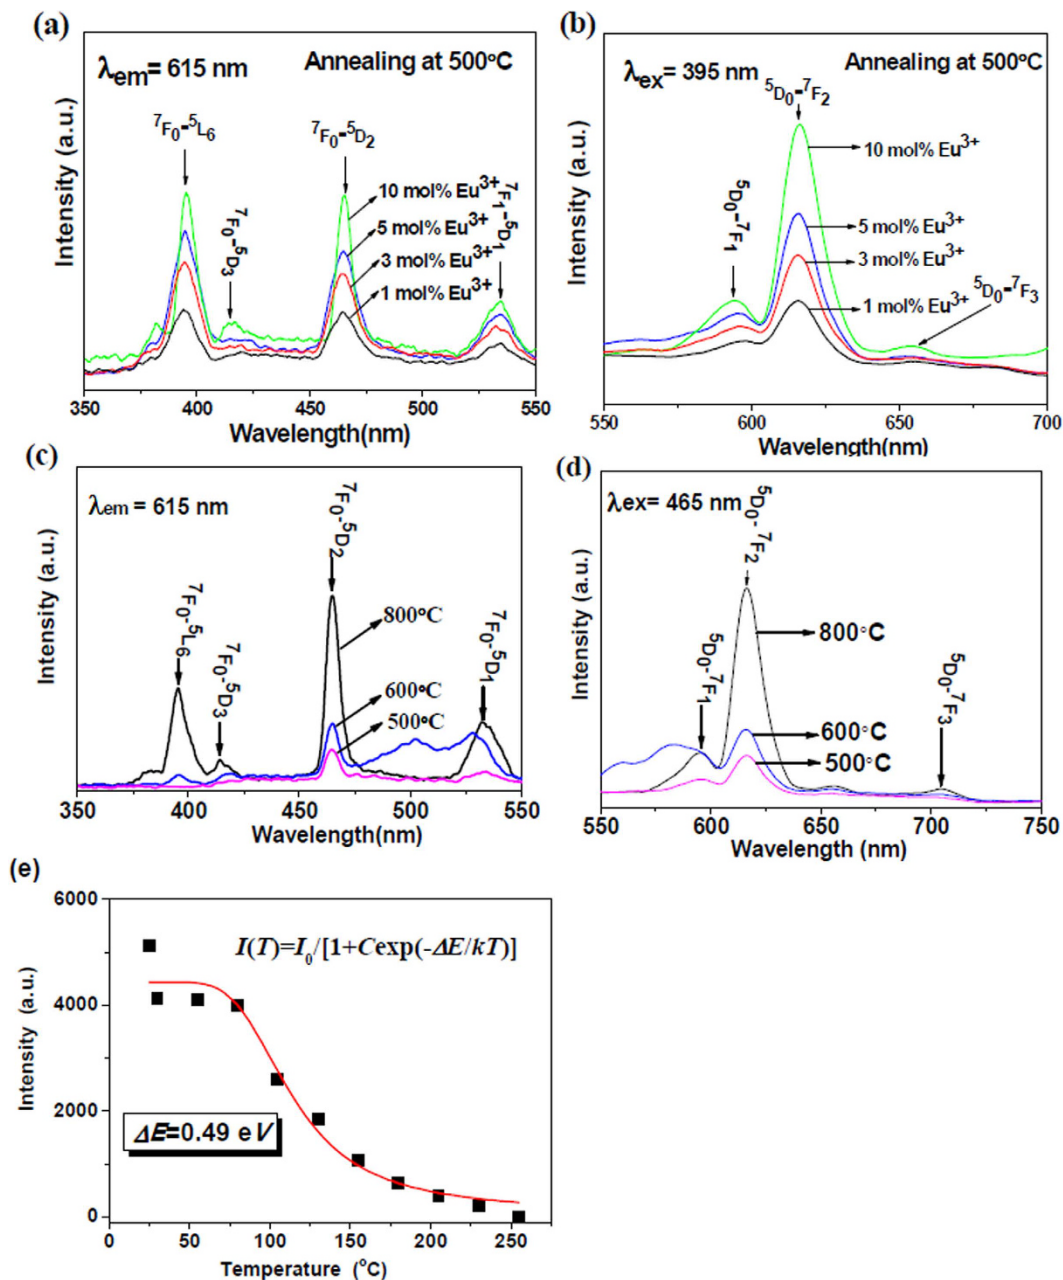 (a)
λem= 615 nm
Annealing at 500°C
⁷F₀-⁵L₆
⁷F₀-⁵D₃
⁷F₀-⁵D₂
⁷F₁-⁵D₁
10 mol% Eu³⁺
5 mol% Eu³⁺
3 mol% Eu³⁺
1 mol% Eu³⁺
Intensity (a.u.)
350 400 450 500 550
Wavelength(nm)
(b)
λex = 395 nm
Annealing at 500°C
⁵D₀-⁷F₂
⁵D₀-⁷F₁
10 mol% Eu³⁺
5 mol% Eu³⁺
3 mol% Eu³⁺
1 mol% Eu³⁺
⁵D₀-⁷F₃
Intensity (a.u.)
550 600 650 700
Wavelength(nm)
(c)
λem = 615 nm
⁷F₀-⁵L₆
⁷F₀-⁵D₃
⁷F₀-⁵D₂
⁷F₀-⁵D₁
800°C
600°C
500°C
Intensity (a.u.)
350 400 450 500 550
Wavelength(nm)
(d)
λex= 465 nm
⁵D₀-⁷F₂
⁵D₀-⁷F₁
⁵D₀-⁷F₃
800°C
600°C
500°C
Intensity (a.u.)
550 600 650 700 750
Wavelength (nm)
(e)
I(T)=I₀/[1+Cexp(-ΔE/kT)]
ΔE=0.49 eV
6000
4000
2000
0
Intensity (a.u.)
0 50 100 150 200 250
Temperature (°C)